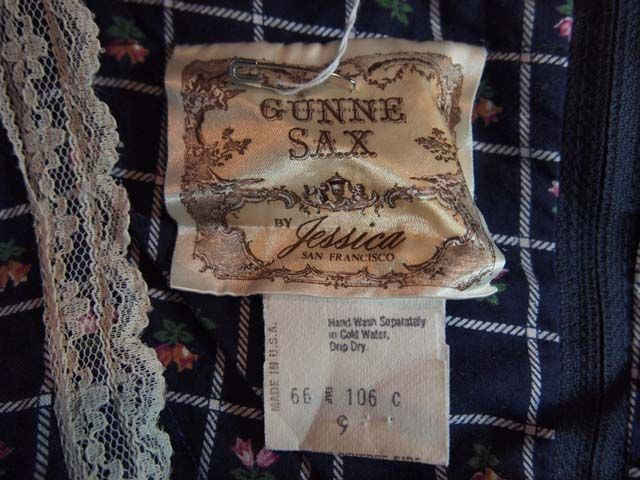 GUNNE
SAX
BY Jessica
SAN FRANCISCO
MADE IN U.S.A.
Hand Wash Separately
in Cold Water,
Drip Dry.
66 106 C
9